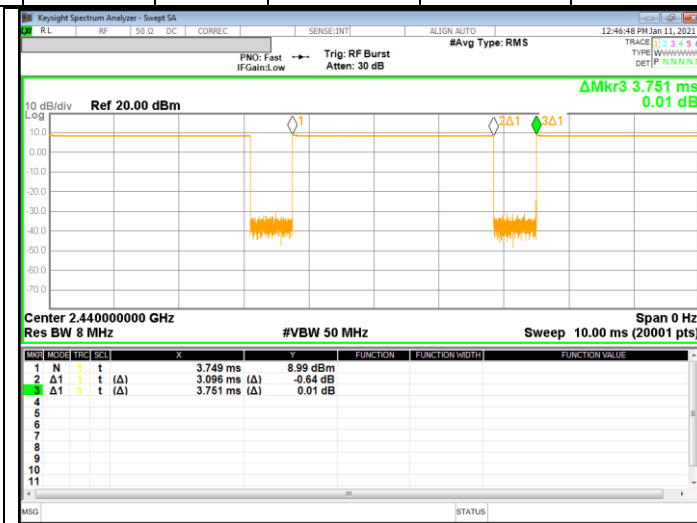 Keysight Spectrum Analyzer - Swept SA
RL RF 50 Ω DC CORREC SENSE:INT ALIGN AUTO 12:46:48 PM Jan 11, 2021
#Avg Type: RMS TRACE 1 2 3 4 5 6
PNO: Fast Trig: RF Burst TYPE WWWWWW
IFGain:Low Atten: 30 dB DET P N N N N N
ΔMkr3 3.751 ms
0.01 dB
10 dB/div Ref 20.00 dBm
Log
1 2Δ1 3Δ1
10.0
0.00
-10.0
-20.0
-30.0
-40.0
-50.0
-60.0
-70.0
Center 2.440000000 GHz Span 0 Hz
Res BW 8 MHz #VBW 50 MHz Sweep 10.00 ms (20001 pts)
MKR MODE TRC SCL X Y FUNCTION FUNCTION WIDTH FUNCTION VALUE
1 N 1 t 3.749 ms 8.99 dBm
2 Δ1 1 t (Δ) 3.096 ms (Δ) -0.64 dB
3 Δ1 1 t (Δ) 3.751 ms (Δ) 0.01 dB
4
5
6
7
8
9
10
11
MSG STATUS